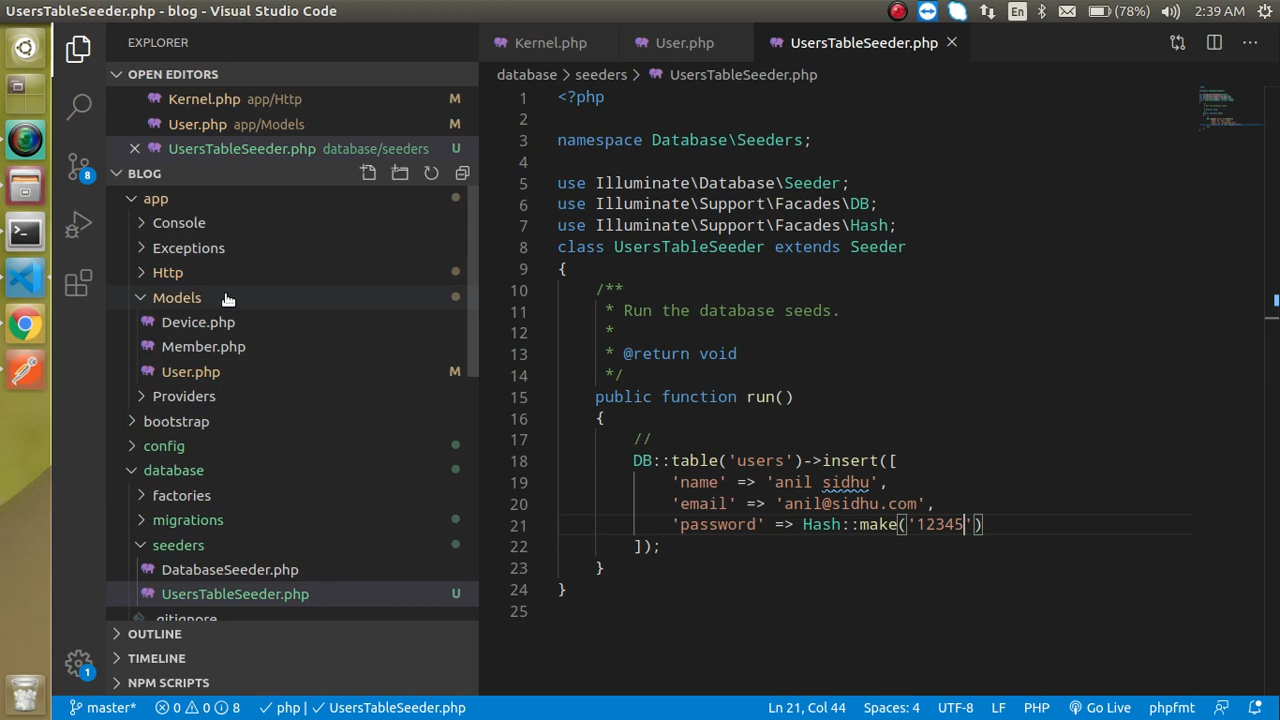 UsersTableSeeder.php - blog - Visual Studio Code
En
(78%)
2:39 AM
EXPLORER
Kernel.php
User.php
UsersTableSeeder.php
OPEN EDITORS
database > seeders > UsersTableSeeder.php
Kernel.php app/Http M
User.php app/Models M
UsersTableSeeder.php database/seeders U
BLOG
app
Console
Exceptions
Http
Models
Device.php
Member.php
User.php M
Providers
bootstrap
config
database
factories
migrations
seeders
DatabaseSeeder.php
UsersTableSeeder.php U
.gitignore
OUTLINE
TIMELINE
NPM SCRIPTS
8
1
1 <?php
2
3 namespace Database\Seeders;
4
5 use Illuminate\Database\Seeder;
6 use Illuminate\Support\Facades\DB;
7 use Illuminate\Support\Facades\Hash;
8 class UsersTableSeeder extends Seeder
9 {
10 /**
11 * Run the database seeds.
12 *
13 * @return void
14 */
15 public function run()
16 {
17 //
18 DB::table('users')->insert([
19 'name' => 'anil sidhu',
20 'email' => 'anil@sidhu.com',
21 'password' => Hash::make('12345')
22 ]);
23 }
24 }
25
master* 0 0 8 php | UsersTableSeeder.php Ln 21, Col 44 Spaces: 4 UTF-8 LF PHP Go Live phpfmt